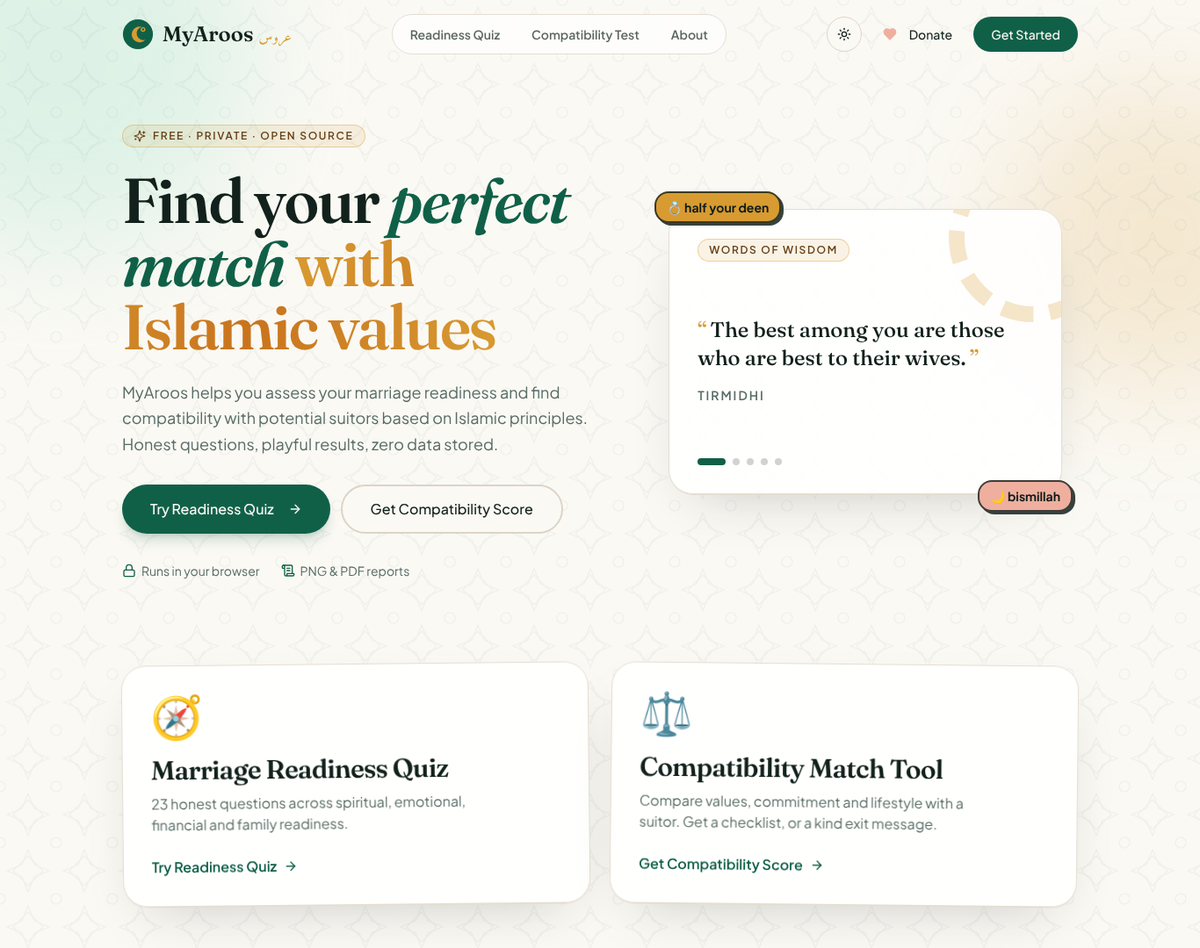 MyAroos عروس
Readiness Quiz
Compatibility Test
About
Donate
Get Started
FREE · PRIVATE · OPEN SOURCE
Find your perfect
match with
Islamic values
MyAroos helps you assess your marriage readiness and find
compatibility with potential suitors based on Islamic principles.
Honest questions, playful results, zero data stored.
Try Readiness Quiz →
Get Compatibility Score
Runs in your browser
PNG & PDF reports
💍 half your deen
WORDS OF WISDOM
“ The best among you are those
who are best to their wives. ”
TIRMIDHI
🌙 bismillah
Marriage Readiness Quiz
23 honest questions across spiritual, emotional,
financial and family readiness.
Try Readiness Quiz →
Compatibility Match Tool
Compare values, commitment and lifestyle with a
suitor. Get a checklist, or a kind exit message.
Get Compatibility Score →